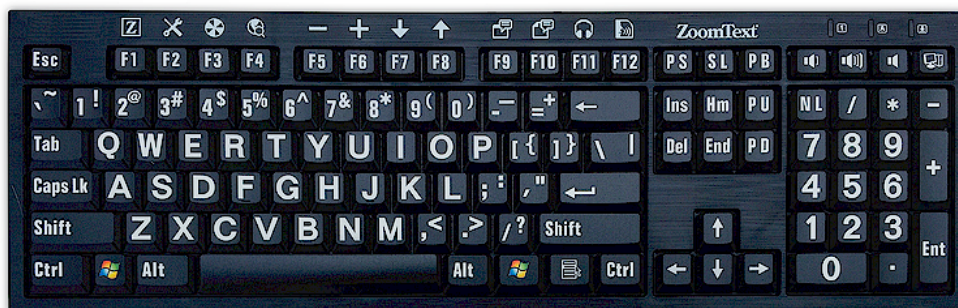 ZoomText
Esc F1 F2 F3 F4 F5 F6 F7 F8 F9 F10 F11 F12 PS SL PB
` ~ 1 ! 2 @ 3 # 4 $ 5 % 6 ^ 7 & 8 * 9 ( 0 ) - _ = + ← Ins Hm PU NL / * -
Tab Q W E R T Y U I O P [ { ] } \ | Del End PD 7 8 9 +
Caps Lk A S D F G H J K L ; : , " ↵ 4 5 6
Shift Z X C V B N M , < . > / ? Shift ↑ 1 2 3 Ent
Ctrl Alt Alt Ctrl ← ↓ → 0 .